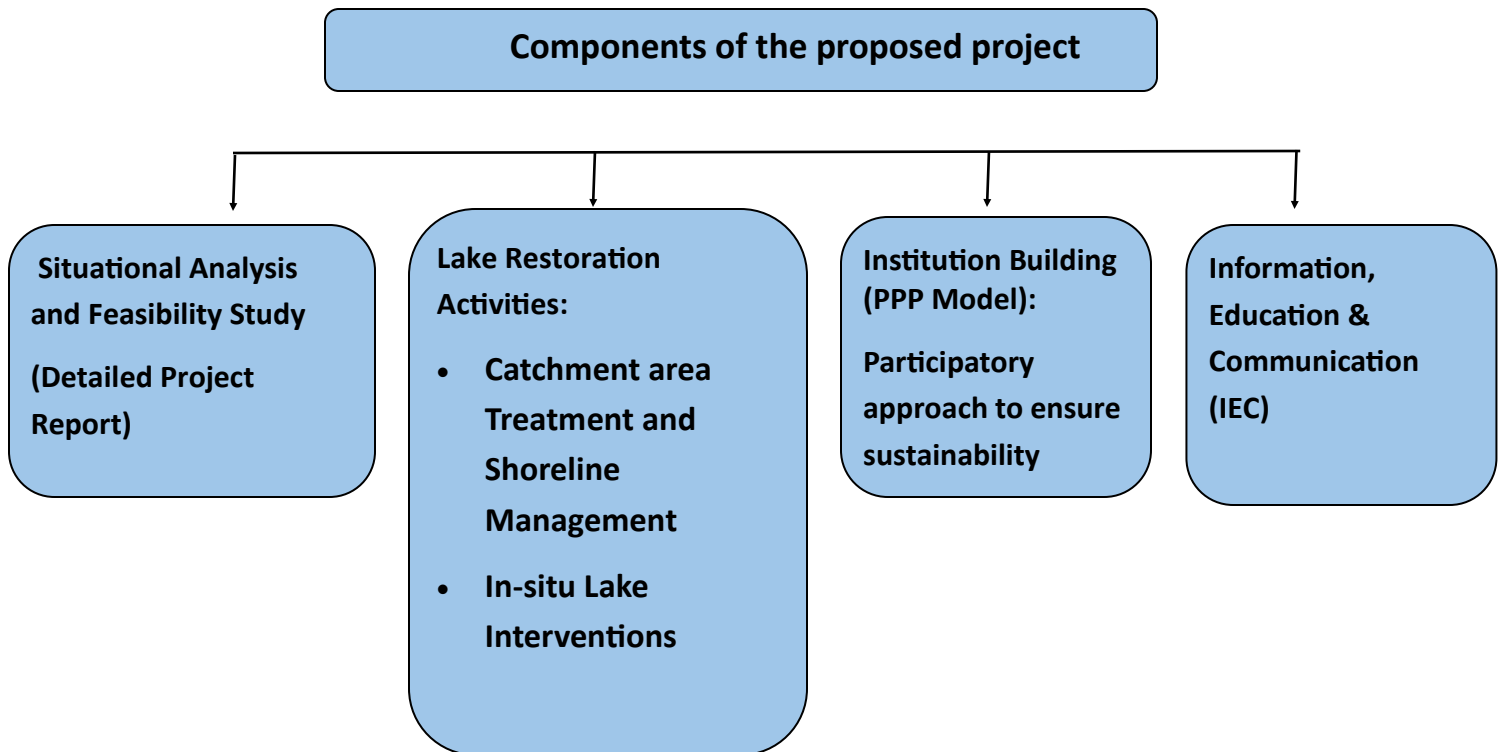 Components of the proposed project
Situational Analysis
and Feasibility Study
(Detailed Project
Report)
Lake Restoration
Activities:
• Catchment area
Treatment and
Shoreline
Management
• In-situ Lake
Interventions
Institution Building
(PPP Model):
Participatory
approach to ensure
sustainability
Information,
Education &
Communication
(IEC)